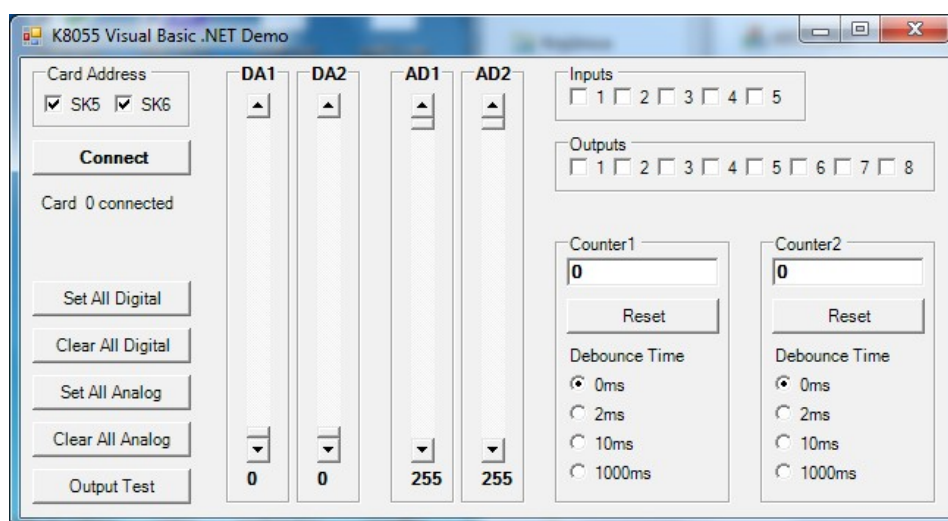 K8055 Visual Basic .NET Demo
Card Address
SK5 SK6
Connect
Card 0 connected
Set All Digital
Clear All Digital
Set All Analog
Clear All Analog
Output Test
DA1 DA2 AD1 AD2
0 0 255 255
Inputs
1 2 3 4 5
Outputs
1 2 3 4 5 6 7 8
Counter1
0
Reset
Debounce Time
0ms
2ms
10ms
1000ms
Counter2
0
Reset
Debounce Time
0ms
2ms
10ms
1000ms